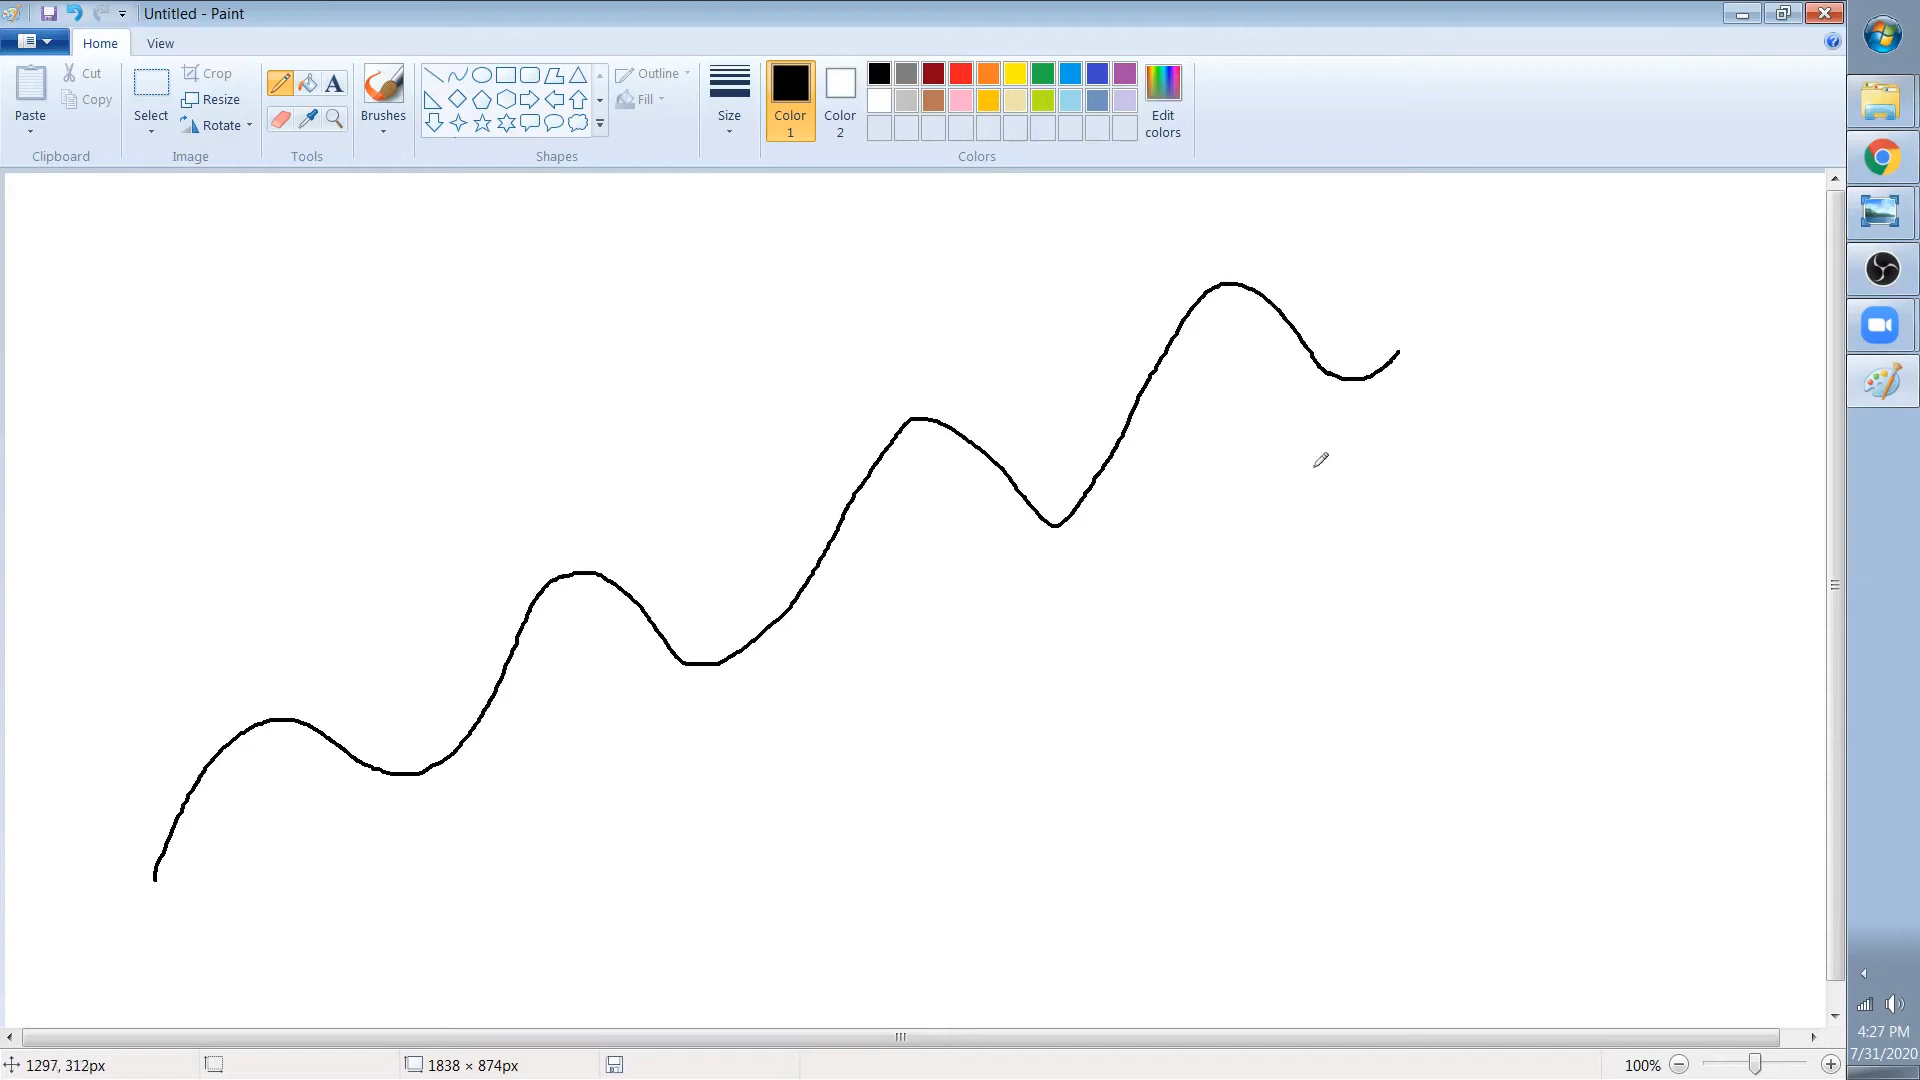 Untitled - Paint
Home View
Paste
Cut
Copy
Clipboard
Select
Crop
Resize
Rotate
Image
A
Tools
Brushes
Outline
Fill
Shapes
Size
Color 1
Color 2
Edit colors
Colors
1297, 312px
1838 × 874px
100%
4:27 PM
7/31/2020